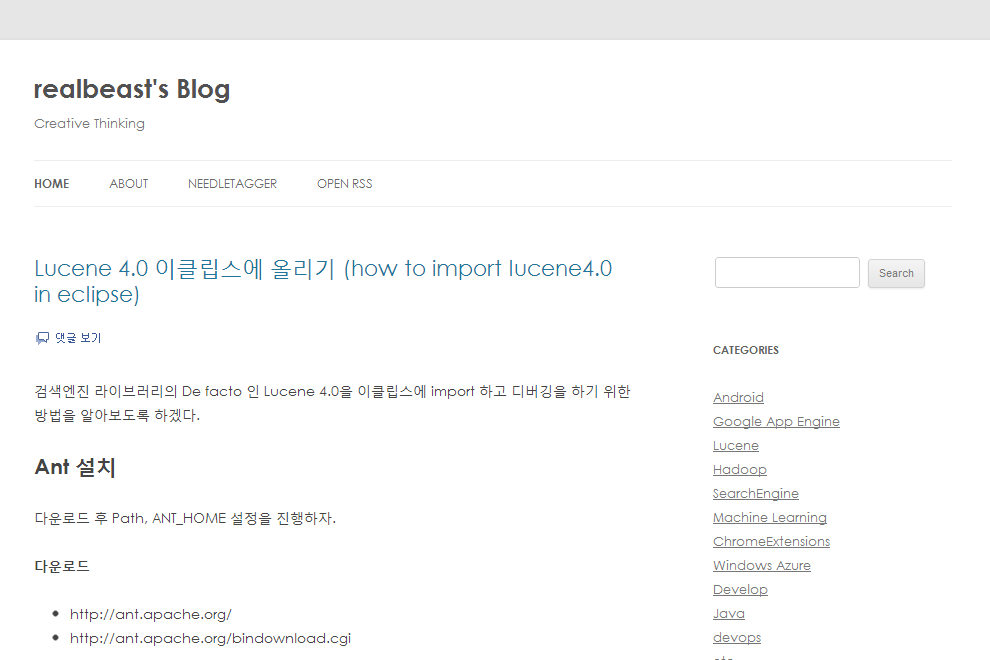 realbeast's Blog
Creative Thinking
HOME ABOUT NEEDLETAGGER OPEN RSS
Lucene 4.0 이클립스에 올리기 (how to import lucene4.0
in eclipse)
댓글 보기
검색엔진 라이브러리의 De facto 인 Lucene 4.0을 이클립스에 import 하고 디버깅을 하기 위한
방법을 알아보도록 하겠다.
Ant 설치
다운로드 후 Path, ANT_HOME 설정을 진행하자.
다운로드
• http://ant.apache.org/
• http://ant.apache.org/bindownload.cgi
Search
CATEGORIES
Android
Google App Engine
Lucene
Hadoop
SearchEngine
Machine Learning
ChromeExtensions
Windows Azure
Develop
Java
devops